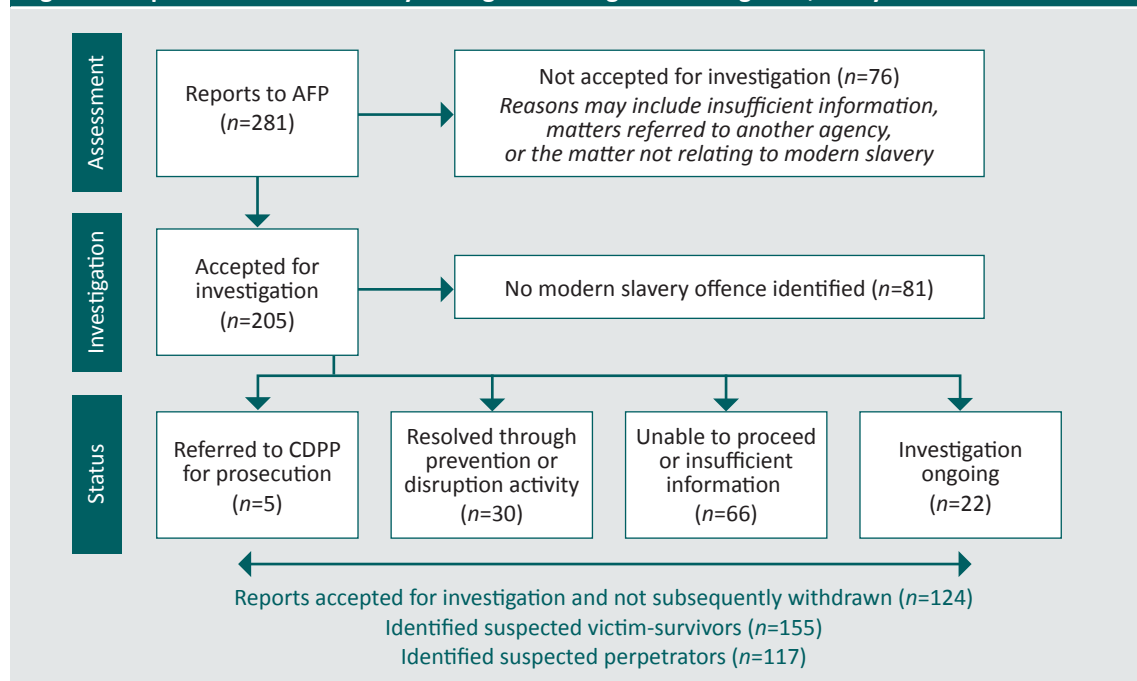 Assessment
Reports to AFP
(n=281)
Not accepted for investigation (n=76)
Reasons may include insufficient information,
matters referred to another agency,
or the matter not relating to modern slavery
Investigation
Accepted for
investigation
(n=205)
No modern slavery offence identified (n=81)
Status
Referred to CDPP
for prosecution
(n=5)
Resolved through
prevention or
disruption activity
(n=30)
Unable to proceed
or insufficient
information
(n=66)
Investigation
ongoing
(n=22)
Reports accepted for investigation and not subsequently withdrawn (n=124)
Identified suspected victim-survivors (n=155)
Identified suspected perpetrators (n=117)